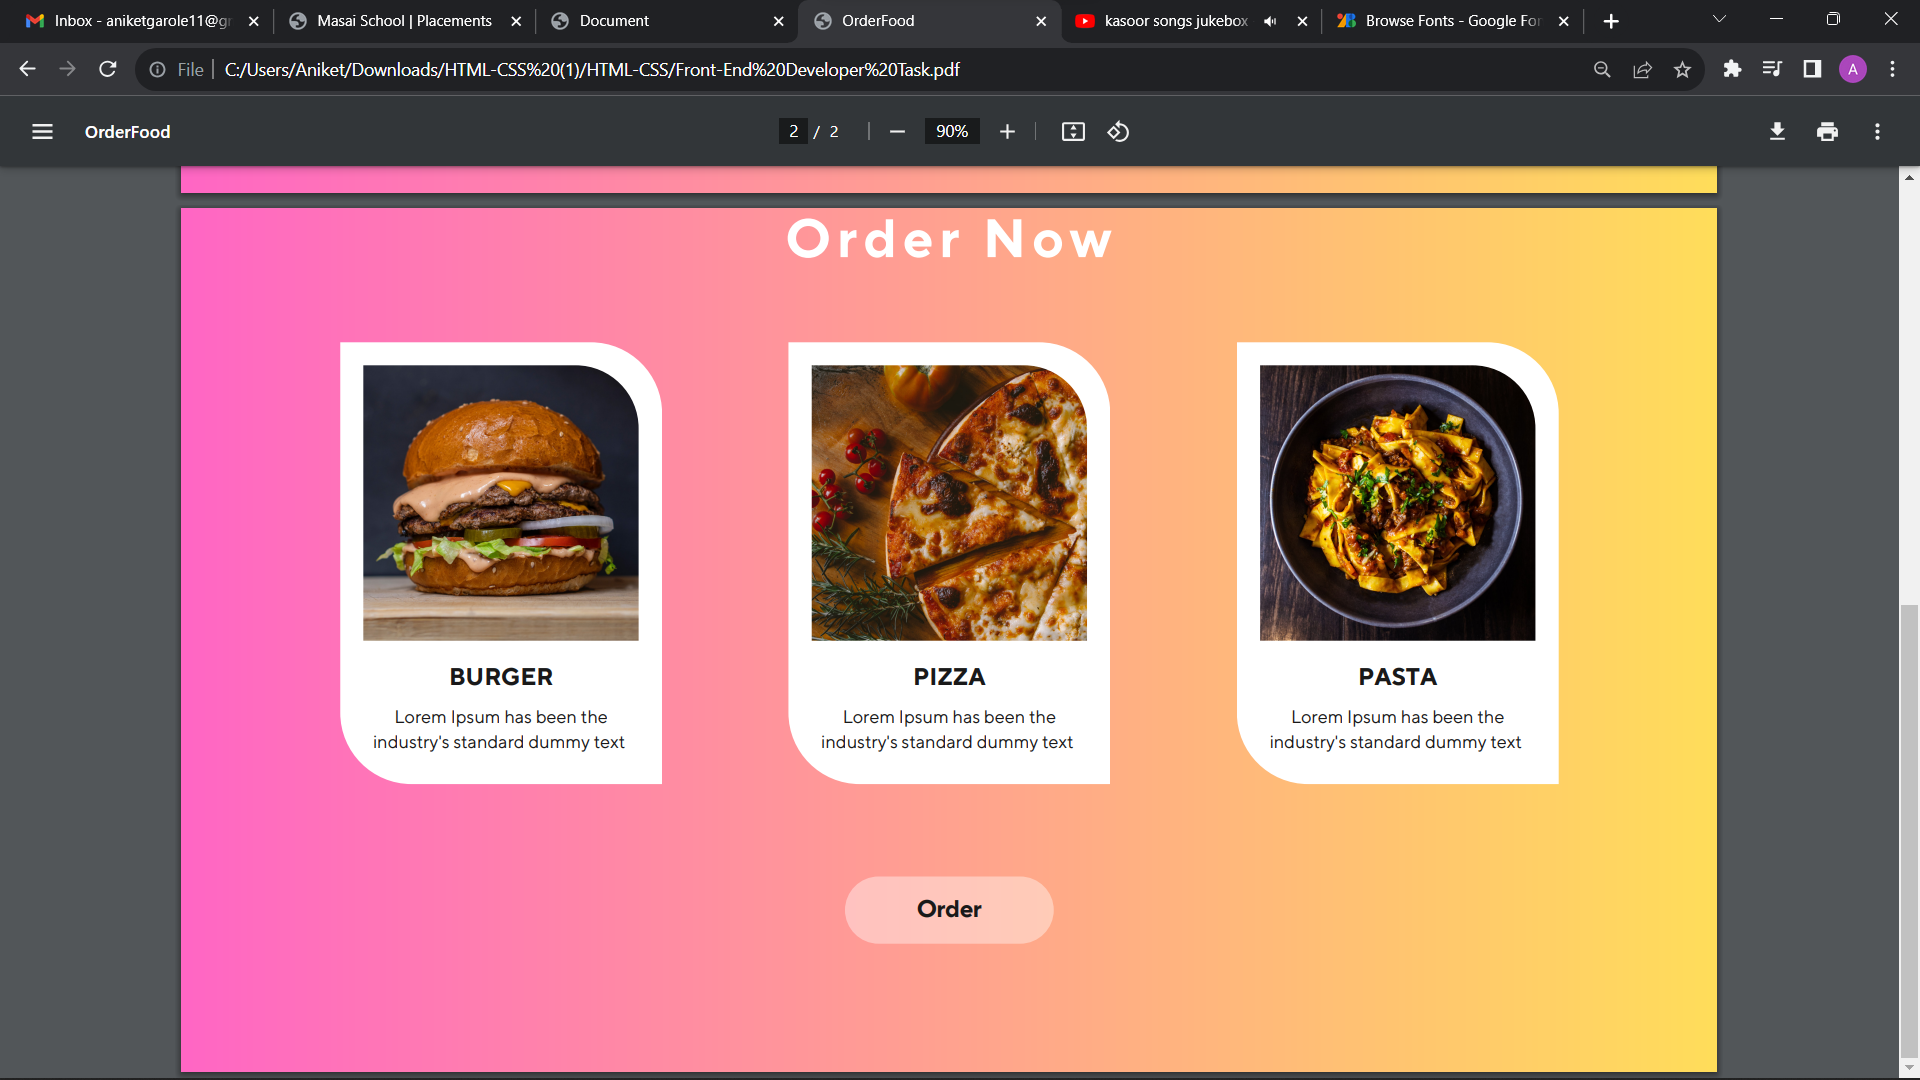 Inbox - aniketgarole11@gr
Masai School | Placements
Document
OrderFood
kasoor songs jukebox
Browse Fonts - Google Fon
File
C:/Users/Aniket/Downloads/HTML-CSS%20(1)/HTML-CSS/Front-End%20Developer%20Task.pdf
A
OrderFood
2 / 2
90%
Order Now
BURGER
Lorem Ipsum has been the
industry's standard dummy text
PIZZA
Lorem Ipsum has been the
industry's standard dummy text
PASTA
Lorem Ipsum has been the
industry's standard dummy text
Order